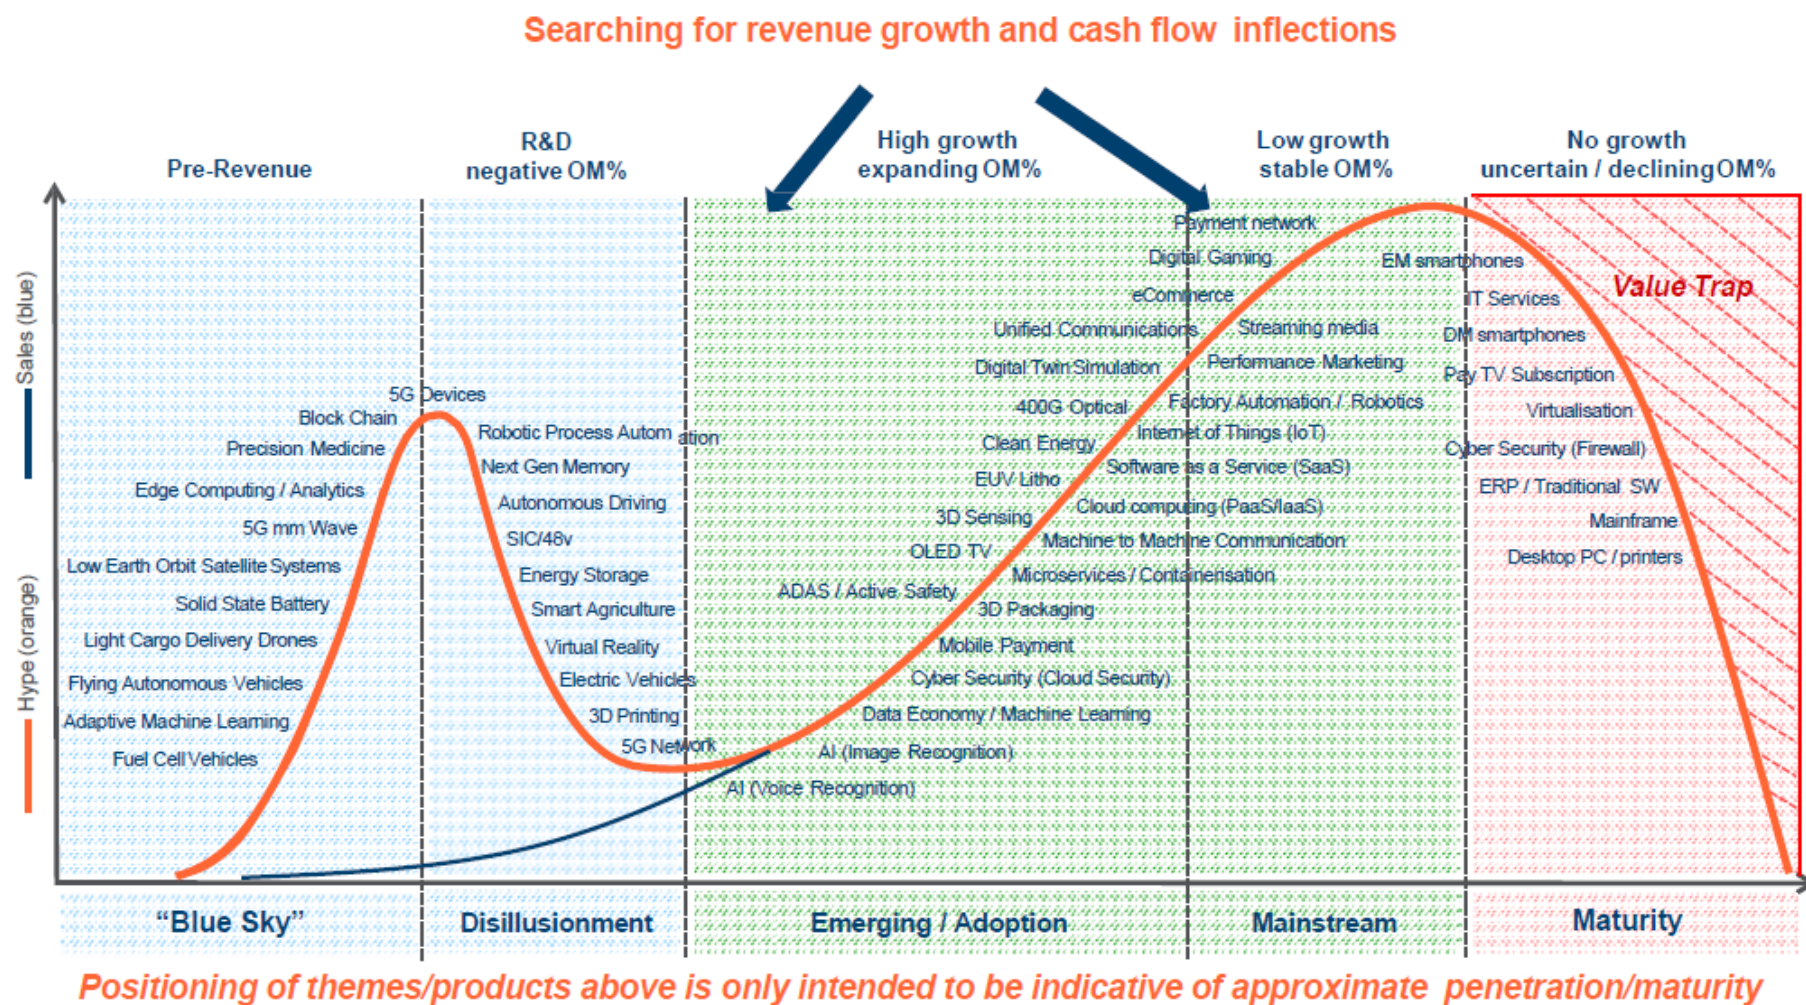 Searching for revenue growth and cash flow inflections
Pre-Revenue
R&D
negative OM%
High growth
expanding OM%
Low growth
stable OM%
No growth
uncertain / declining OM%
Sales (blue)
Hype (orange)
5G Devices
Block Chain
Precision Medicine
Edge Computing / Analytics
5G mm Wave
Low Earth Orbit Satellite Systems
Solid State Battery
Light Cargo Delivery Drones
Flying Autonomous Vehicles
Adaptive Machine Learning
Fuel Cell Vehicles
Robotic Process Automation
Next Gen Memory
Autonomous Driving
SIC/48v
Energy Storage
Smart Agriculture
Virtual Reality
Electric Vehicles
3D Printing
5G Network
Payment network
Digital Gaming
eCommerce
Unified Communications
Digital Twin Simulation
400G Optical
Clean Energy
EUV Litho
3D Sensing
OLED TV
ADAS / Active Safety
Streaming media
Performance Marketing
Factory Automation / Robotics
Internet of Things (IoT)
Software as a Service (SaaS)
Cloud computing (PaaS/IaaS)
Machine to Machine Communication
Microservices / Containerisation
3D Packaging
Mobile Payment
Cyber Security (Cloud Security)
Data Economy / Machine Learning
AI (Image Recognition)
AI (Voice Recognition)
EM smartphones
IT Services
DM smartphones
Pay TV Subscription
Virtualisation
Cyber Security (Firewall)
ERP / Traditional SW
Mainframe
Desktop PC / printers
Value Trap
“Blue Sky”
Disillusionment
Emerging / Adoption
Mainstream
Maturity
Positioning of themes/products above is only intended to be indicative of approximate penetration/maturity